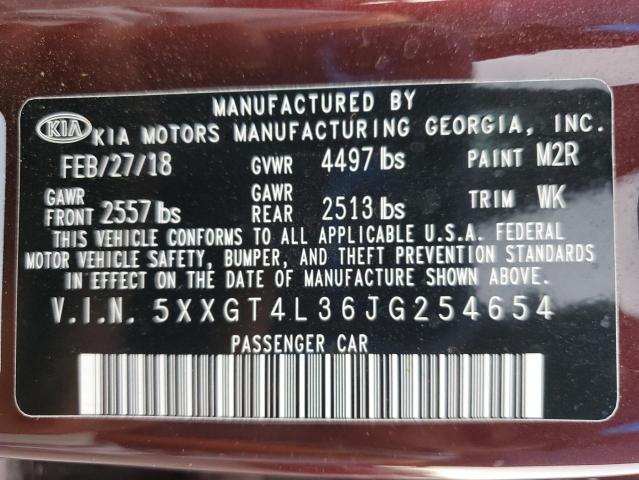 MANUFACTURED BY
KIA KIA MOTORS MANUFACTURING GEORGIA, INC.
FEB/27/18 GVWR 4497 lbs PAINT M2R
GAWR FRONT 2557 lbs GAWR REAR 2513 lbs TRIM WK
THIS VEHICLE CONFORMS TO ALL APPLICABLE U.S.A. FEDERAL
MOTOR VEHICLE SAFETY, BUMPER, AND THEFT PREVENTION STANDARDS
IN EFFECT ON THE DATE OF MANUFACTURE SHOWN ABOVE.
V.I.N. 5XXGT4L36JG254654
PASSENGER CAR